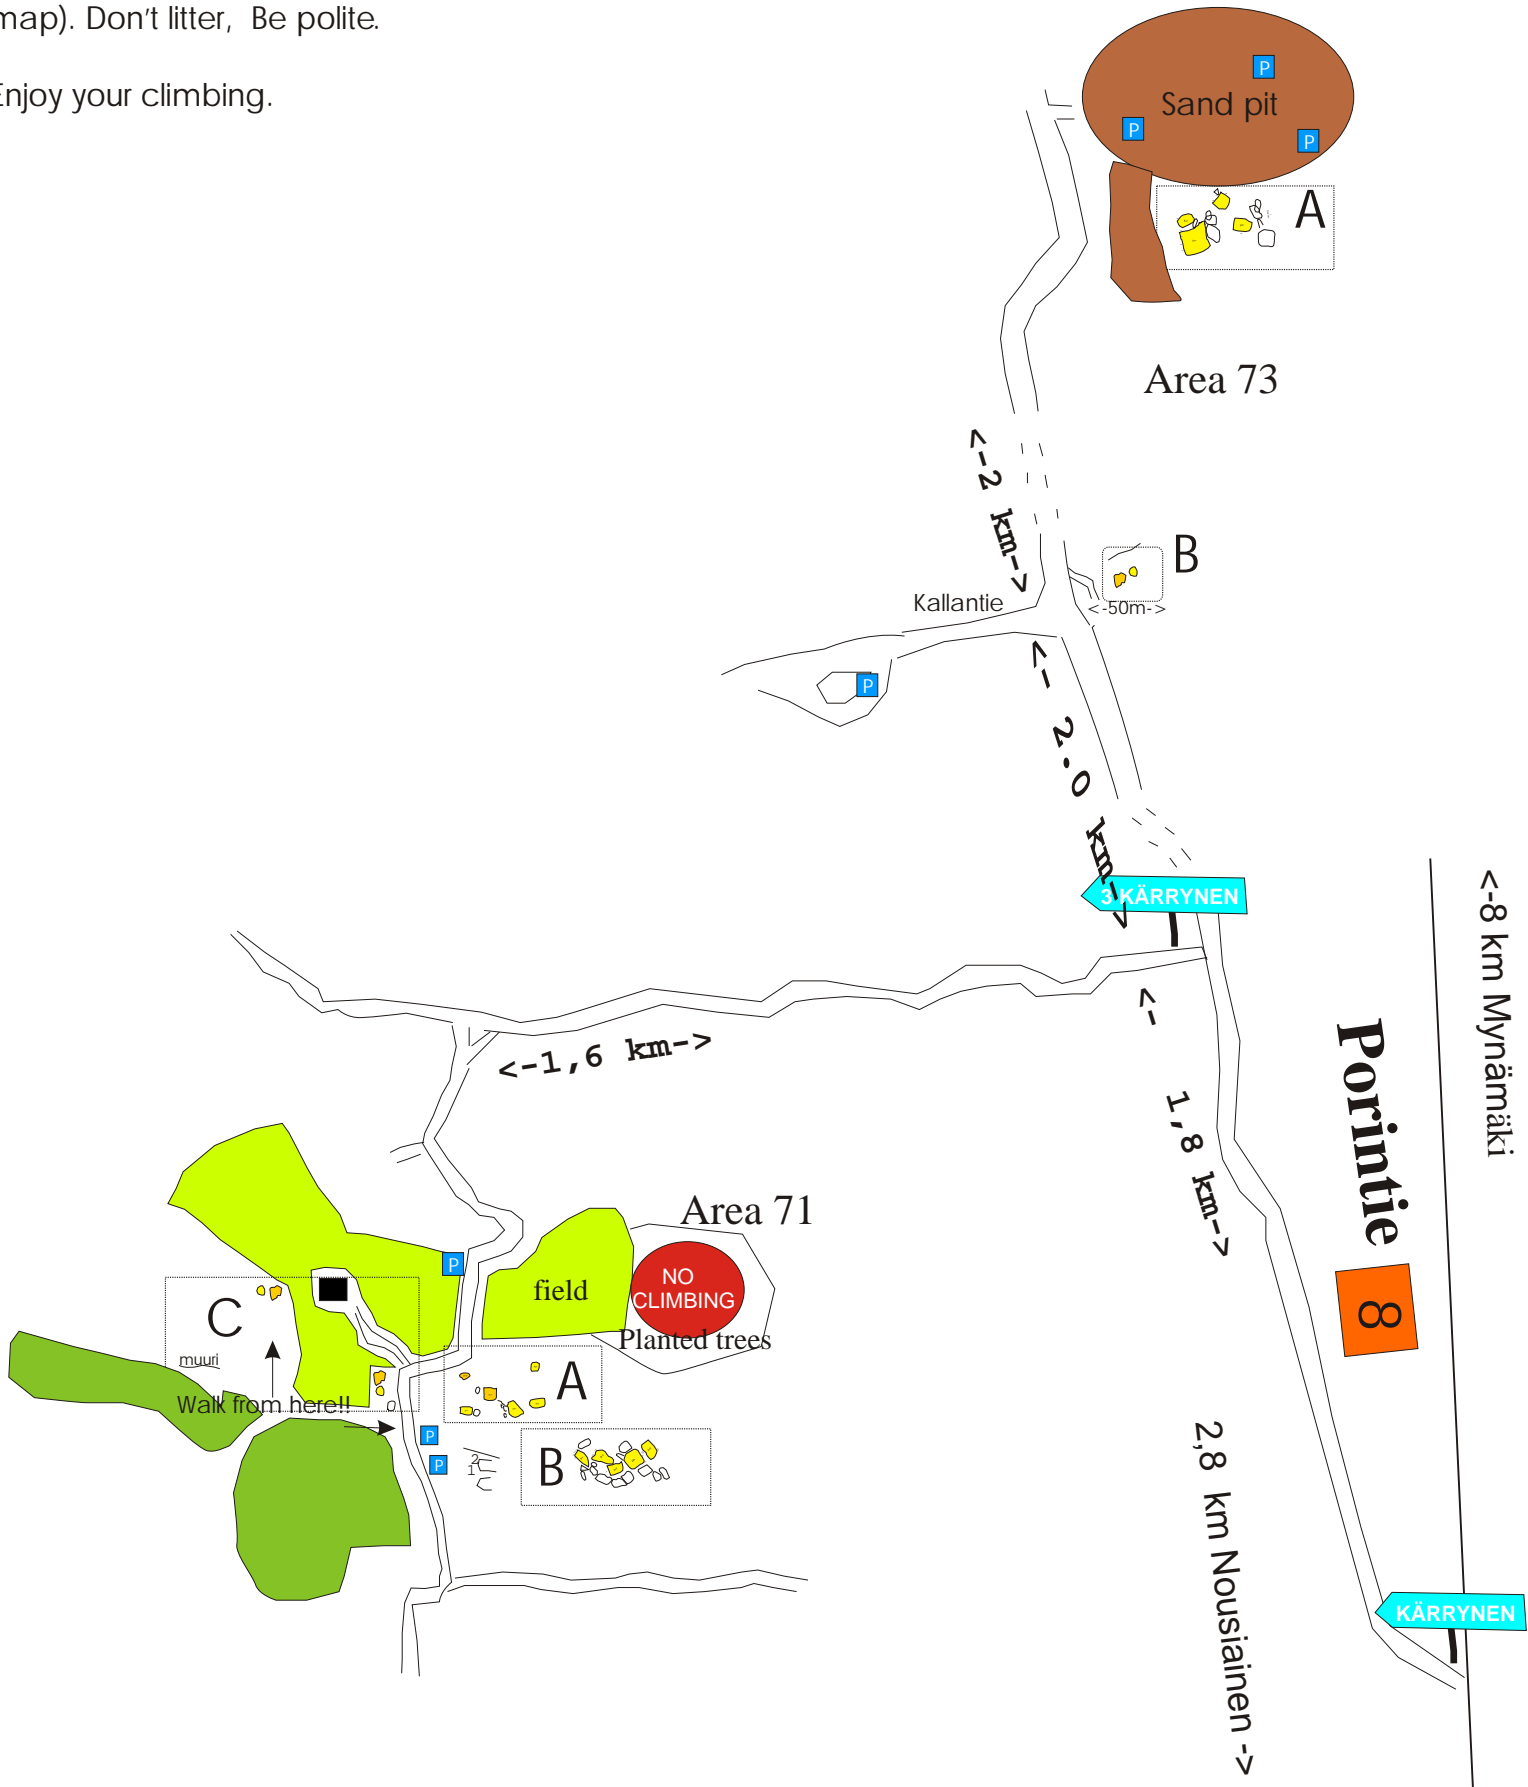 map). Don't litter, Be polite.
Enjoy your climbing.
P
Sand pit
P
P
A
Area 73
<-2 km->
B
<-50m->
Kallantie
P
<- 2.0 km->
3 KÄRRYNEN
<-8 km Mynämäki
<-1,6 km->
<- 1,8 km->
Porintie
8
Area 71
P
field
NO
CLIMBING
Planted trees
C
muuri
Walk from here!!
A
P
P
2
1
B
2,8 km Nousiainen ->
KÄRRYNEN